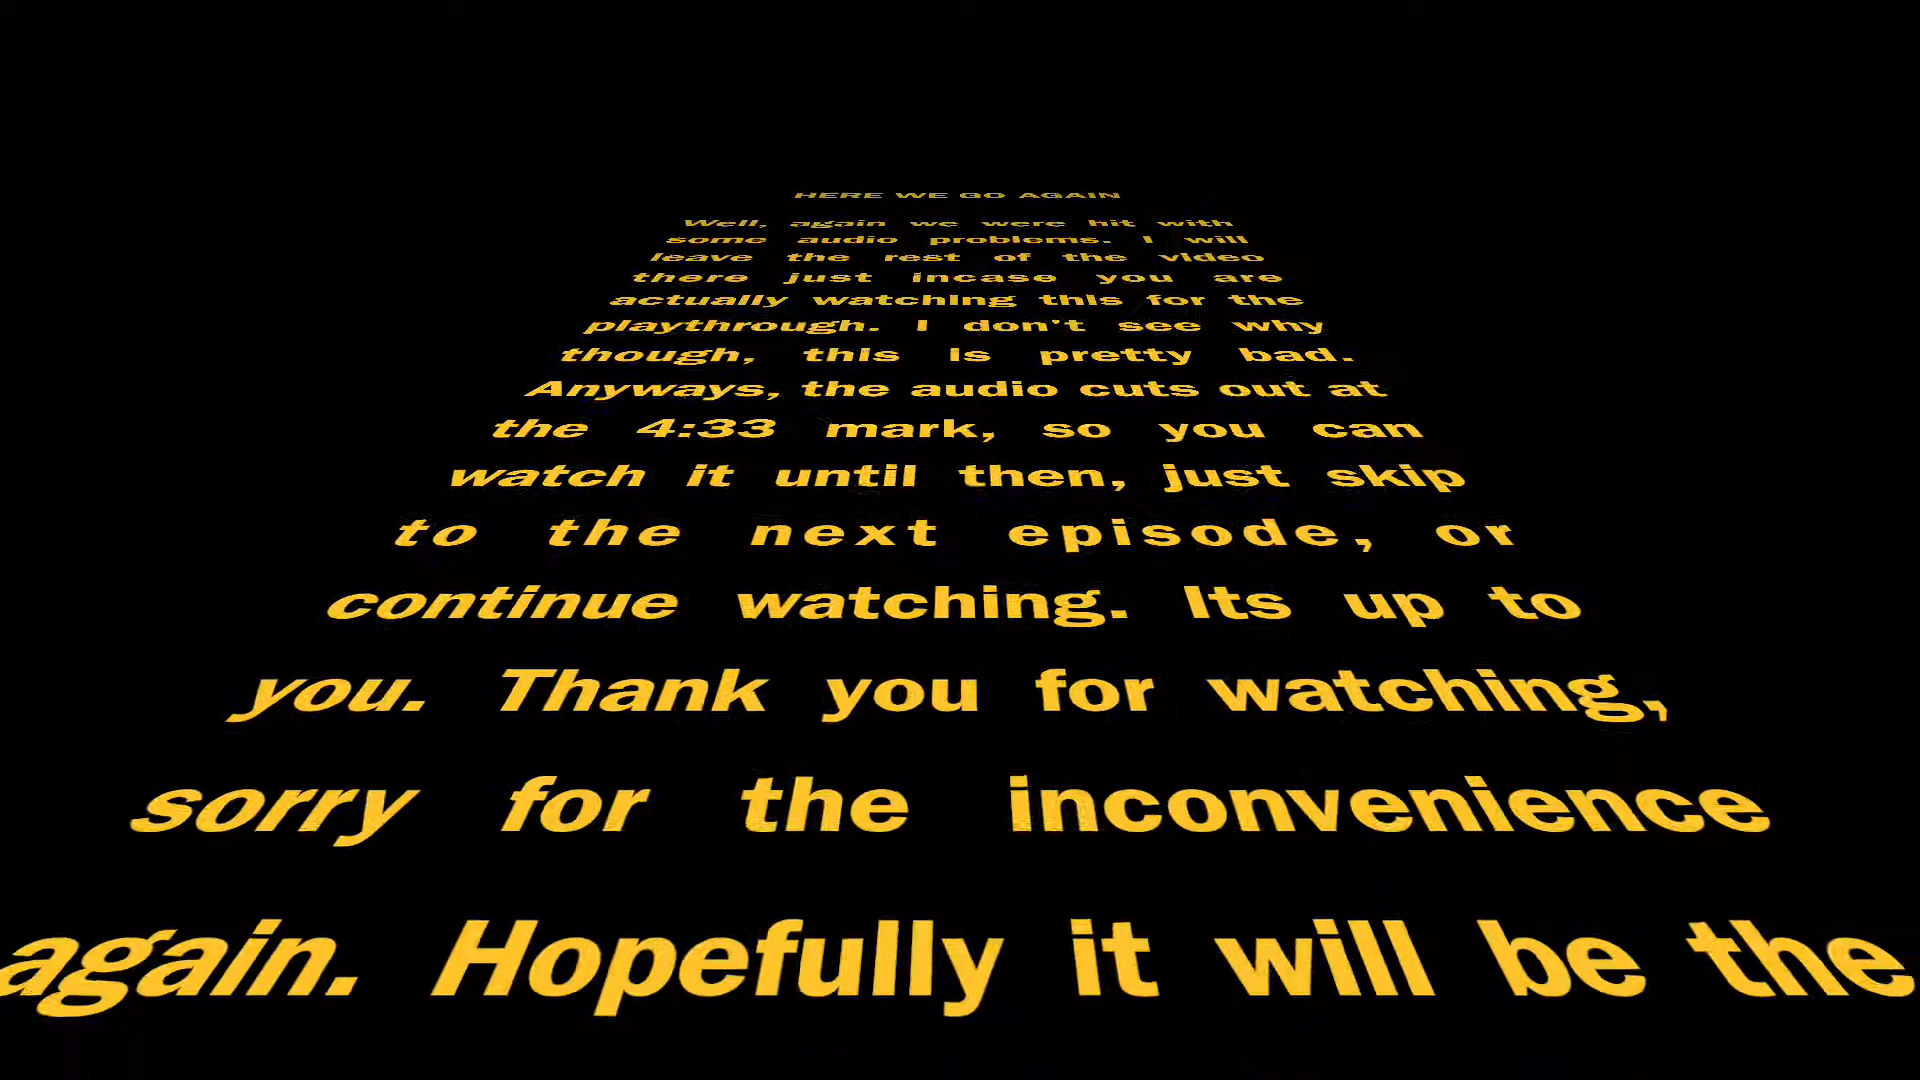 HERE WE GO AGAIN
Well, again we were hit with
some audio problems. I will
leave the rest of the video
there just incase you are
actually watching this for the
playthrough. I don't see why
though, this is pretty bad.
Anyways, the audio cuts out at
the 4:33 mark, so you can
watch it until then, just skip
to the next episode, or
continue watching. Its up to
you. Thank you for watching,
sorry for the inconvenience
again. Hopefully it will be the